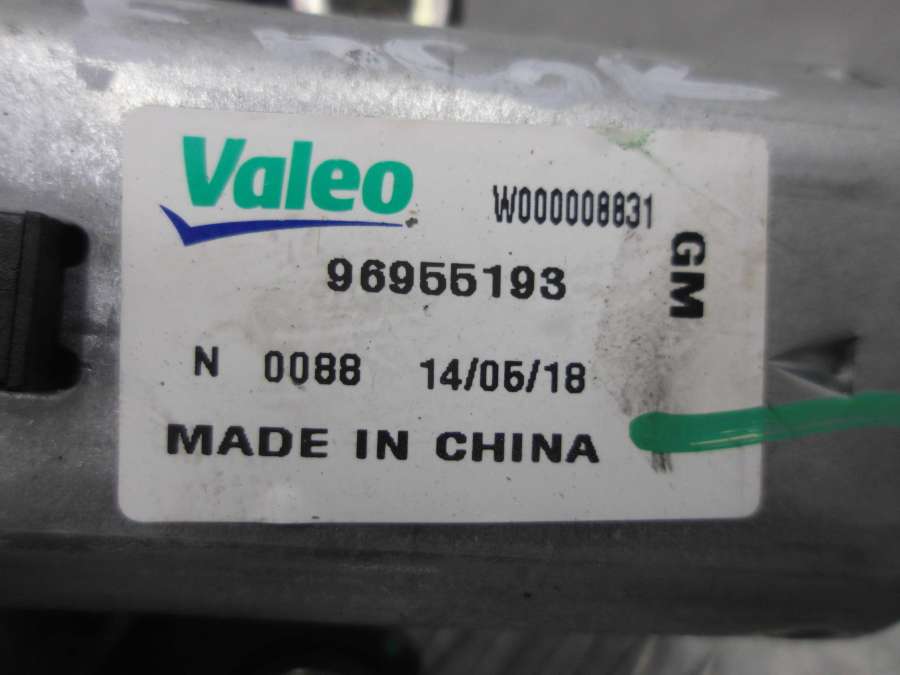 Valeo
W000008831
GM
96955193
N 0088 14/05/18
MADE IN CHINA